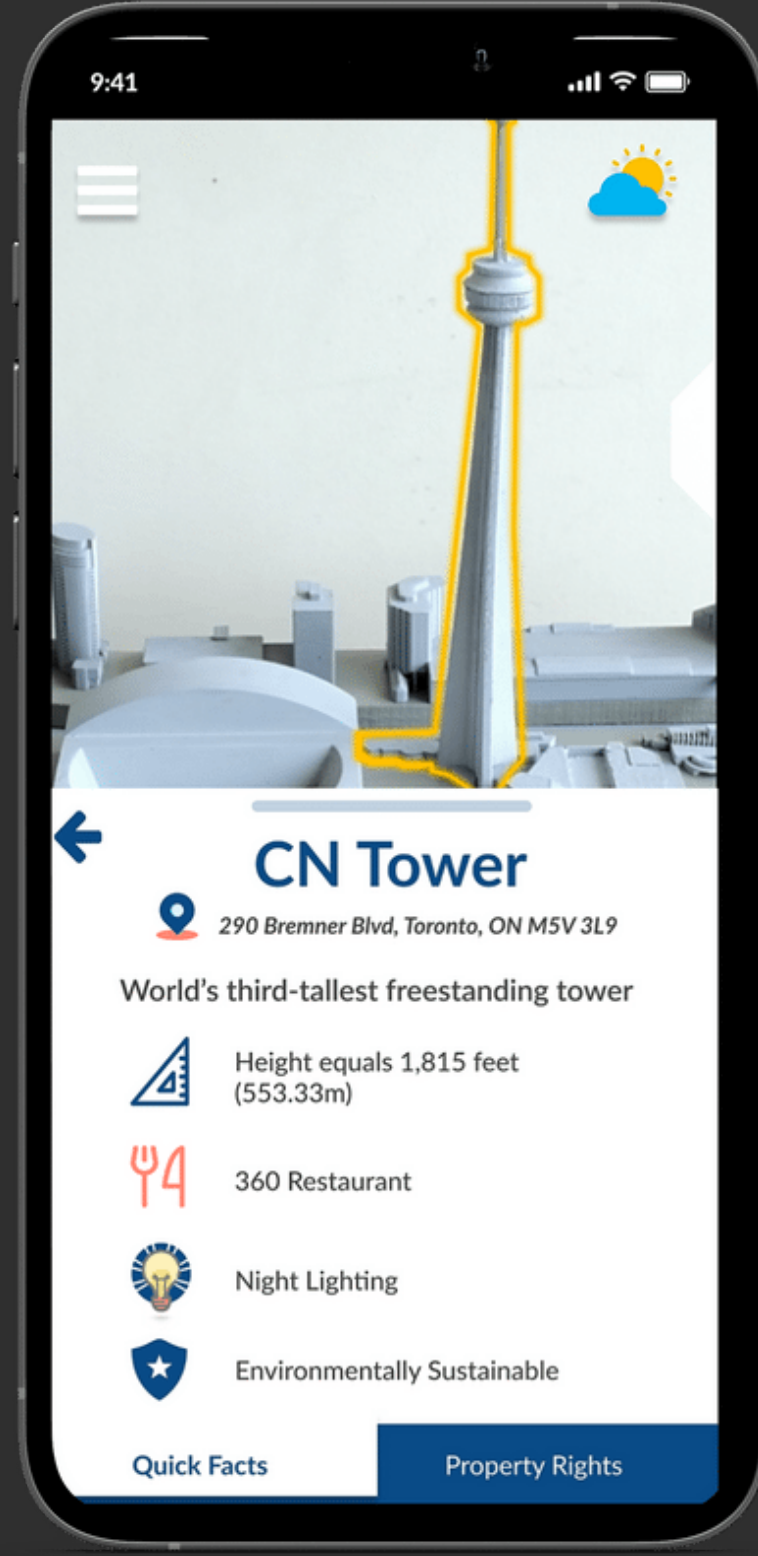 9:41
CN Tower
290 Bremner Blvd, Toronto, ON M5V 3L9
World’s third-tallest freestanding tower
Height equals 1,815 feet
(553.33m)
360 Restaurant
Night Lighting
Environmentally Sustainable
Quick Facts
Property Rights